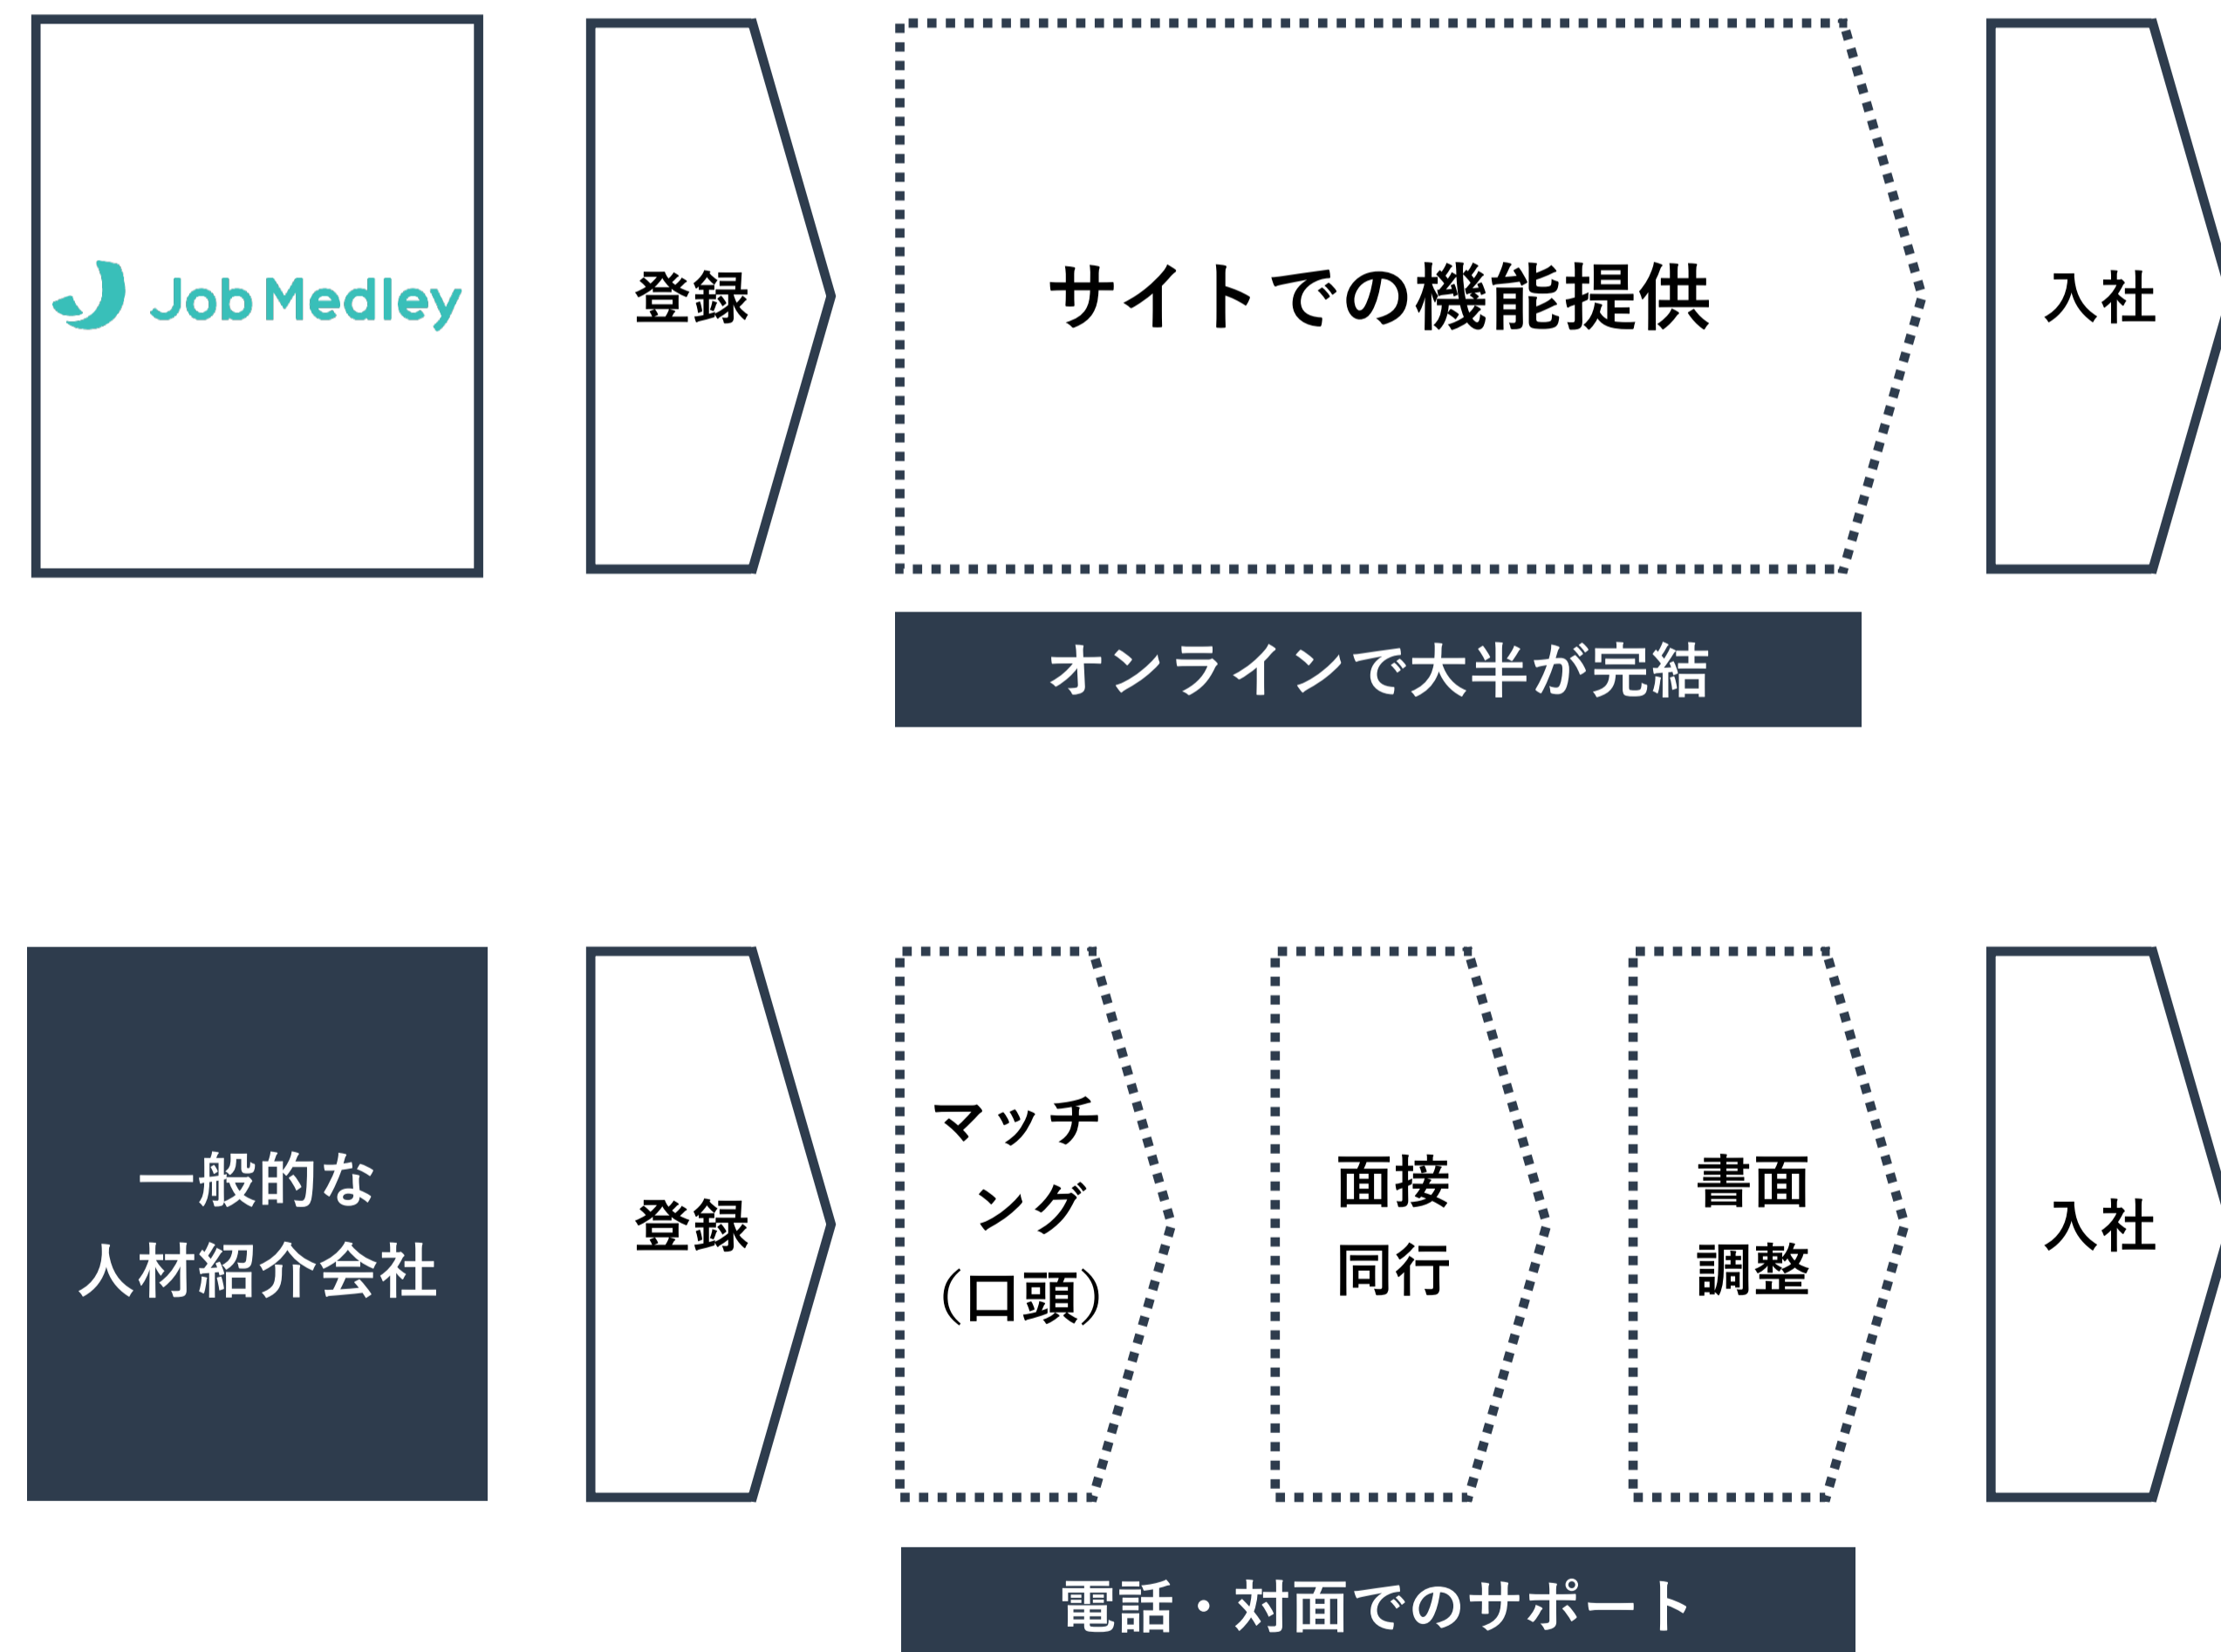 Job Medley
登録
サイトでの機能提供
入社
オンラインで大半が完結
一般的な
人材紹介会社
登録
マッチ
ング
（口頭）
面接
同行
書面
調整
入社
電話・対面でのサポート